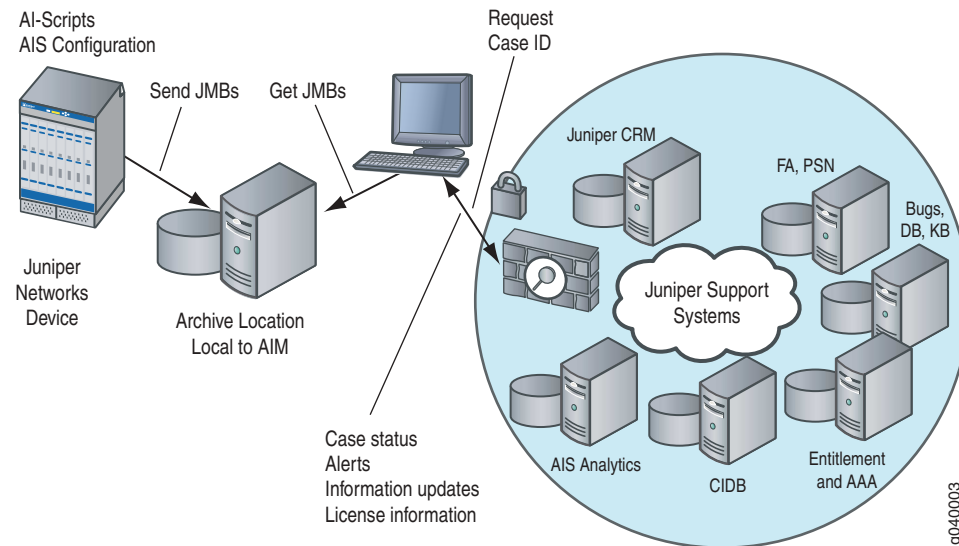 AI-Scripts
AIS Configuration
Send JMBs
Get JMBs
Request
Case ID
Juniper
Networks
Device
Archive Location
Local to AIM
Case status
Alerts
Information updates
License information
Juniper CRM
FA, PSN
Bugs,
DB, KB
Juniper Support
Systems
AIS Analytics
CIDB
Entitlement
and AAA
g040003